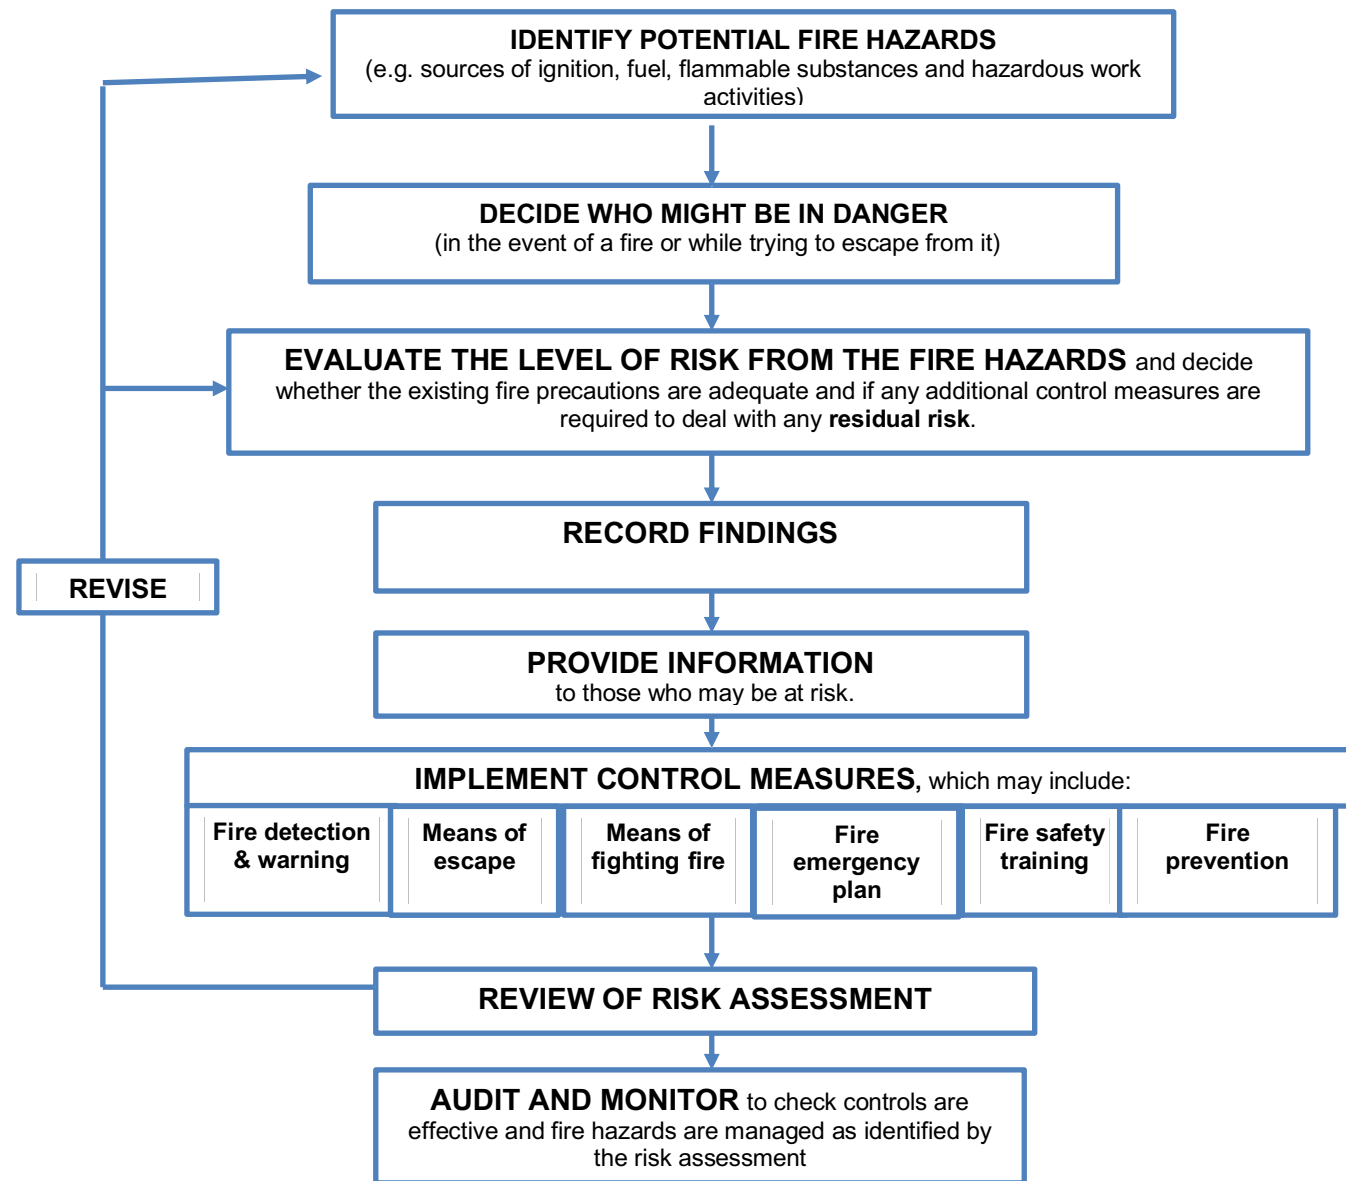 IDENTIFY POTENTIAL FIRE HAZARDS
(e.g. sources of ignition, fuel, flammable substances and hazardous work
activities)
DECIDE WHO MIGHT BE IN DANGER
(in the event of a fire or while trying to escape from it)
EVALUATE THE LEVEL OF RISK FROM THE FIRE HAZARDS and decide
whether the existing fire precautions are adequate and if any additional control measures are
required to deal with any residual risk.
RECORD FINDINGS
REVISE
PROVIDE INFORMATION
to those who may be at risk.
IMPLEMENT CONTROL MEASURES, which may include:
Fire detection
& warning
Means of
escape
Means of
fighting fire
Fire
emergency
plan
Fire safety
training
Fire
prevention
REVIEW OF RISK ASSESSMENT
AUDIT AND MONITOR to check controls are
effective and fire hazards are managed as identified by
the risk assessment